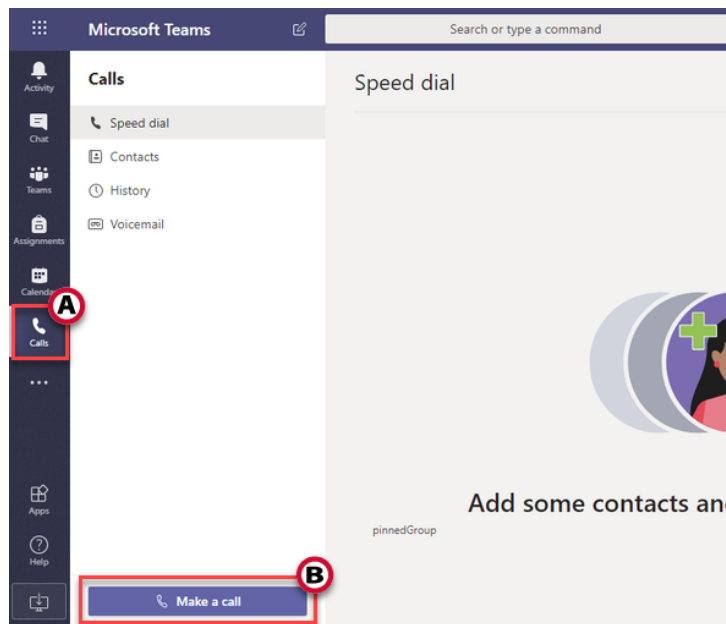 Microsoft Teams
Search or type a command
Activity
Chat
Teams
Assignments
Calenda
Calls
Apps
Help
Calls
Speed dial
Contacts
History
Voicemail
A
B
Make a call
Speed dial
Add some contacts an
pinnedGroup